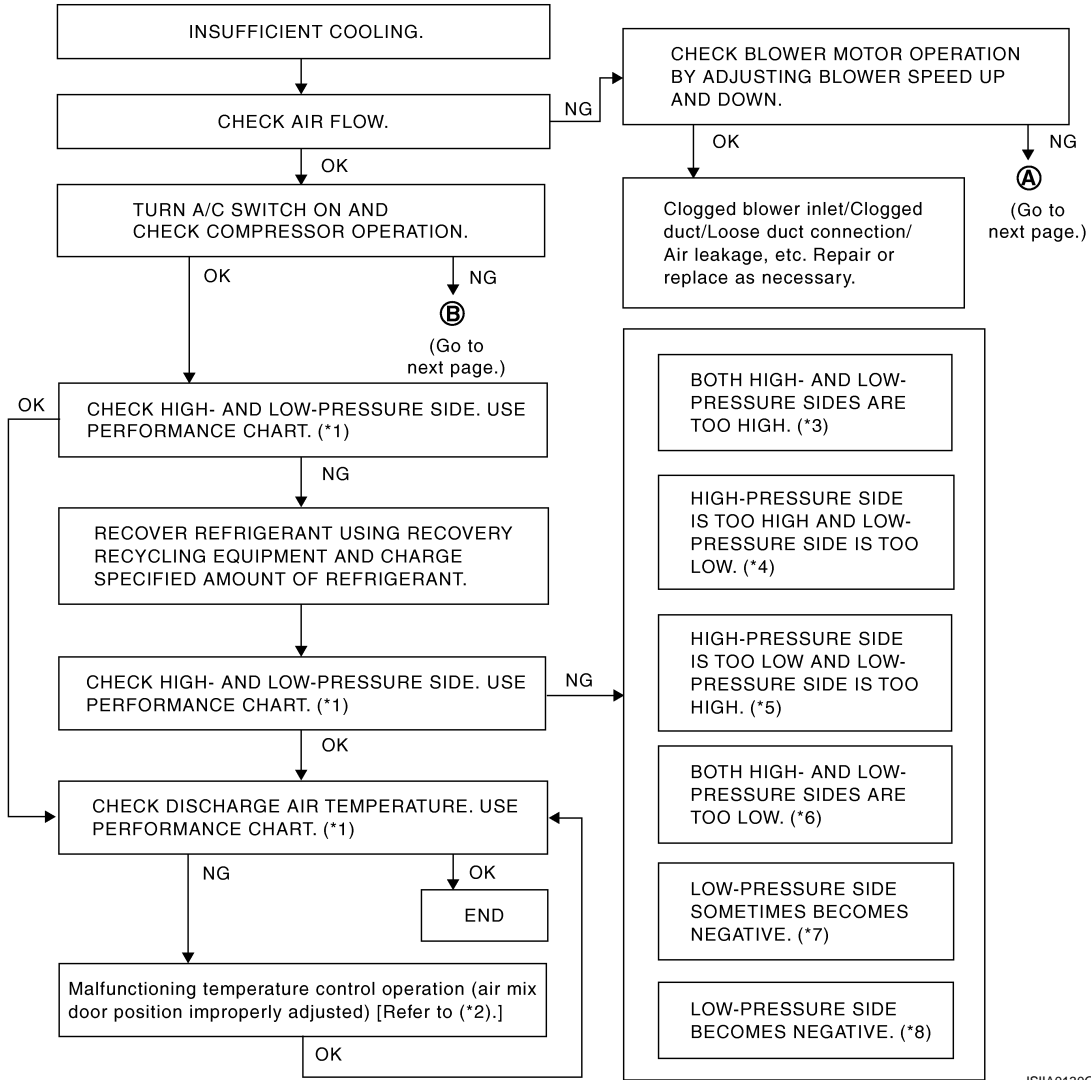 INSUFFICIENT COOLING.
CHECK AIR FLOW.
NG
CHECK BLOWER MOTOR OPERATION
BY ADJUSTING BLOWER SPEED UP
AND DOWN.
OK
NG
A
(Go to
next page.)
Clogged blower inlet/Clogged
duct/Loose duct connection/
Air leakage, etc. Repair or
replace as necessary.
OK
TURN A/C SWITCH ON AND
CHECK COMPRESSOR OPERATION.
OK
NG
B
(Go to
next page.)
OK
CHECK HIGH- AND LOW-PRESSURE SIDE. USE
PERFORMANCE CHART. (*1)
NG
RECOVER REFRIGERANT USING RECOVERY
RECYCLING EQUIPMENT AND CHARGE
SPECIFIED AMOUNT OF REFRIGERANT.
CHECK HIGH- AND LOW-PRESSURE SIDE. USE
PERFORMANCE CHART. (*1)
NG
OK
CHECK DISCHARGE AIR TEMPERATURE. USE
PERFORMANCE CHART. (*1)
NG
OK
END
Malfunctioning temperature control operation (air mix
door position improperly adjusted) [Refer to (*2).]
OK
BOTH HIGH- AND LOW-
PRESSURE SIDES ARE
TOO HIGH. (*3)
HIGH-PRESSURE SIDE
IS TOO HIGH AND LOW-
PRESSURE SIDE IS TOO
LOW. (*4)
HIGH-PRESSURE SIDE
IS TOO LOW AND LOW-
PRESSURE SIDE IS TOO
HIGH. (*5)
BOTH HIGH- AND LOW-
PRESSURE SIDES ARE
TOO LOW. (*6)
LOW-PRESSURE SIDE
SOMETIMES BECOMES
NEGATIVE. (*7)
LOW-PRESSURE SIDE
BECOMES NEGATIVE. (*8)